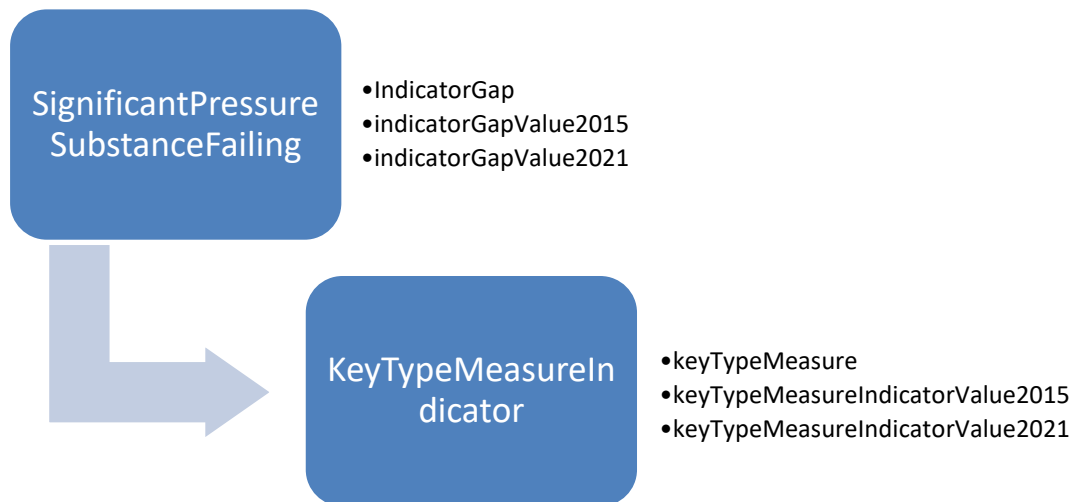 SignificantPressure
SubstanceFailing
•IndicatorGap
•indicatorGapValue2015
•indicatorGapValue2021
KeyTypeMeasureIn
dicator
•keyTypeMeasure
•keyTypeMeasureIndicatorValue2015
•keyTypeMeasureIndicatorValue2021